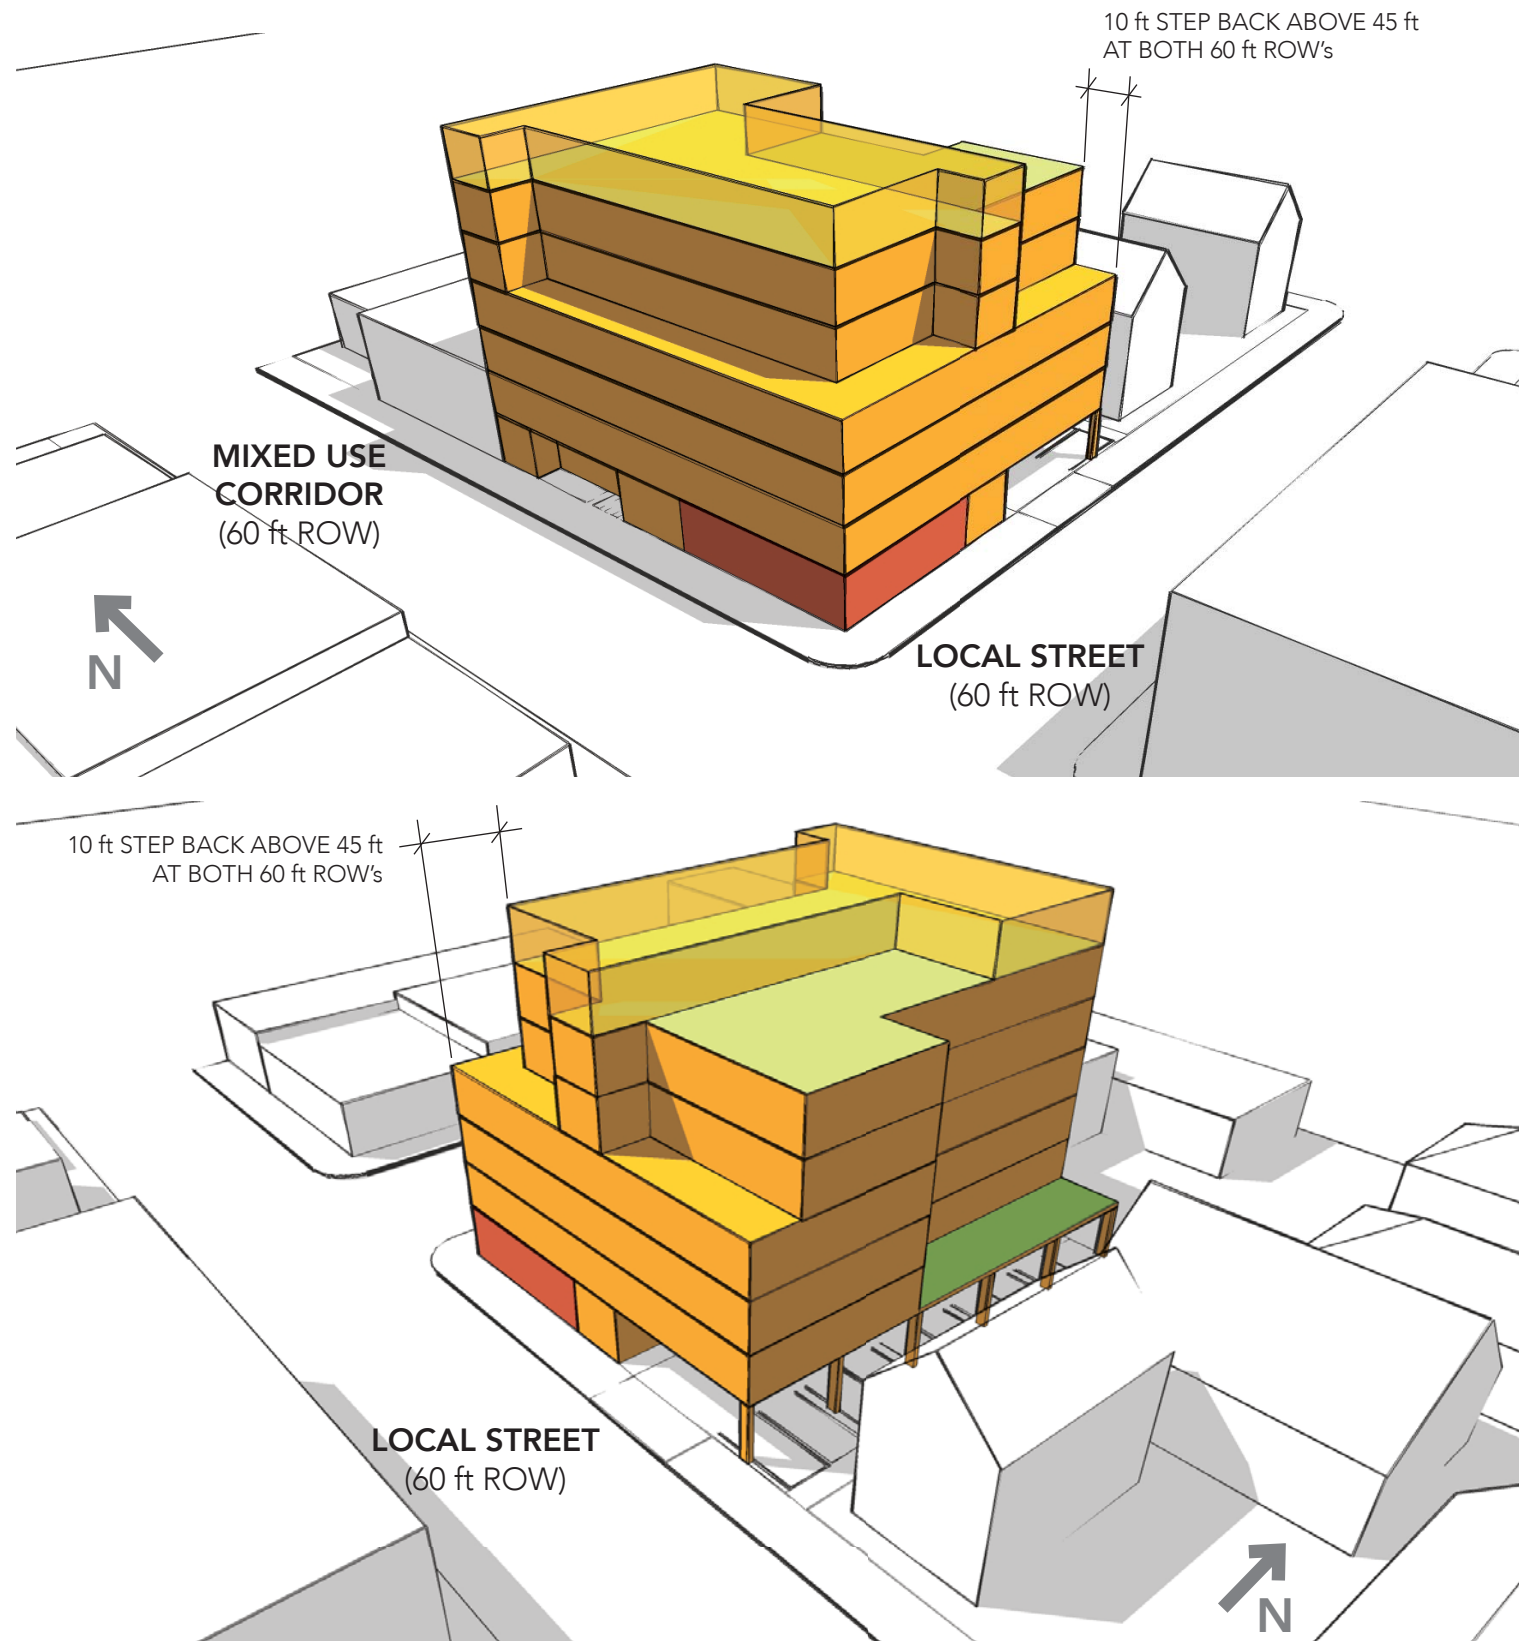 10 ft STEP BACK ABOVE 45 ft
AT BOTH 60 ft ROW's
MIXED USE
CORRIDOR
(60 ft ROW)
N
LOCAL STREET
(60 ft ROW)
10 ft STEP BACK ABOVE 45 ft
AT BOTH 60 ft ROW's
LOCAL STREET
(60 ft ROW)
N